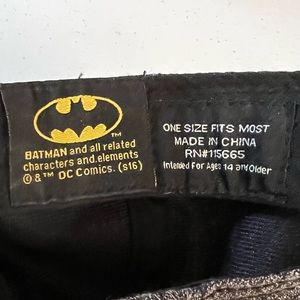 TM
BATMAN and all related
characters and elements
© & ™ DC Comics. (s16)
ONE SIZE FITS MOST
MADE IN CHINA
RN#115665
Intended For Ages 14 and Older